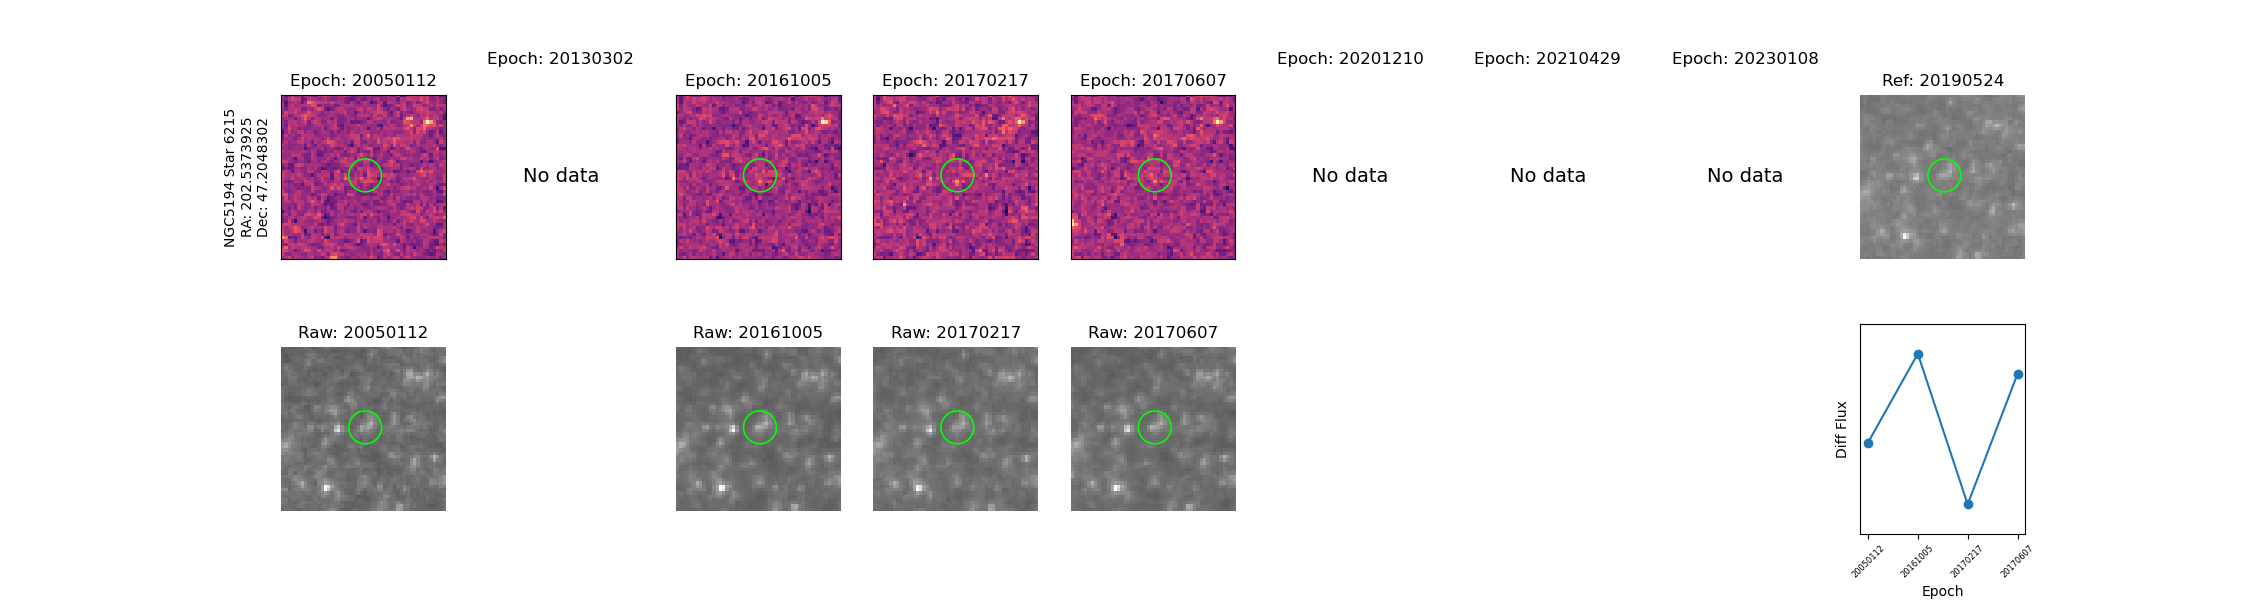 Epoch: 20050112
Epoch: 20130302
Epoch: 20161005
Epoch: 20170217
Epoch: 20170607
Epoch: 20201210
Epoch: 20210429
Epoch: 20230108
Ref: 20190524
NGC5194 Star 6215
RA: 202.5373925
Dec: 47.2048302
No data
No data
No data
No data
Raw: 20050112
Raw: 20161005
Raw: 20170217
Raw: 20170607
Diff Flux
20050112
20161005
20170217
20170607
Epoch